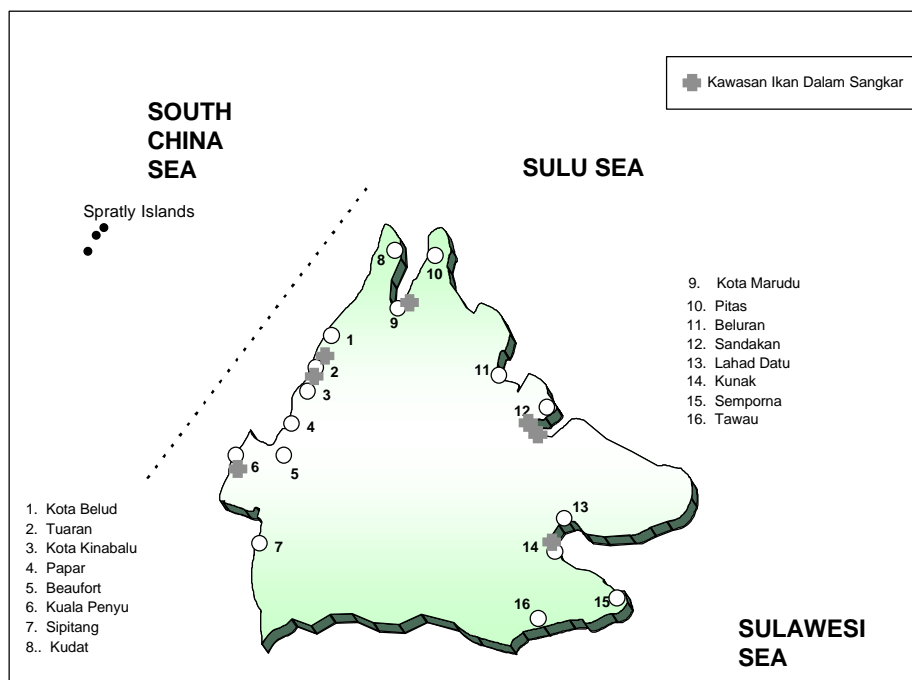 Kawasan Ikan Dalam Sangkar
SOUTH
CHINA
SEA
SULU SEA
Spratly Islands
8
10
9
1
2
3
4
5
6
7
11
12
13
14
15
16
9. Kota Marudu
10. Pitas
11. Beluran
12. Sandakan
13. Lahad Datu
14. Kunak
15. Semporna
16. Tawau
1. Kota Belud
2. Tuaran
3. Kota Kinabalu
4. Papar
5. Beaufort
6. Kuala Penyu
7. Sipitang
8.. Kudat
SULAWESI
SEA